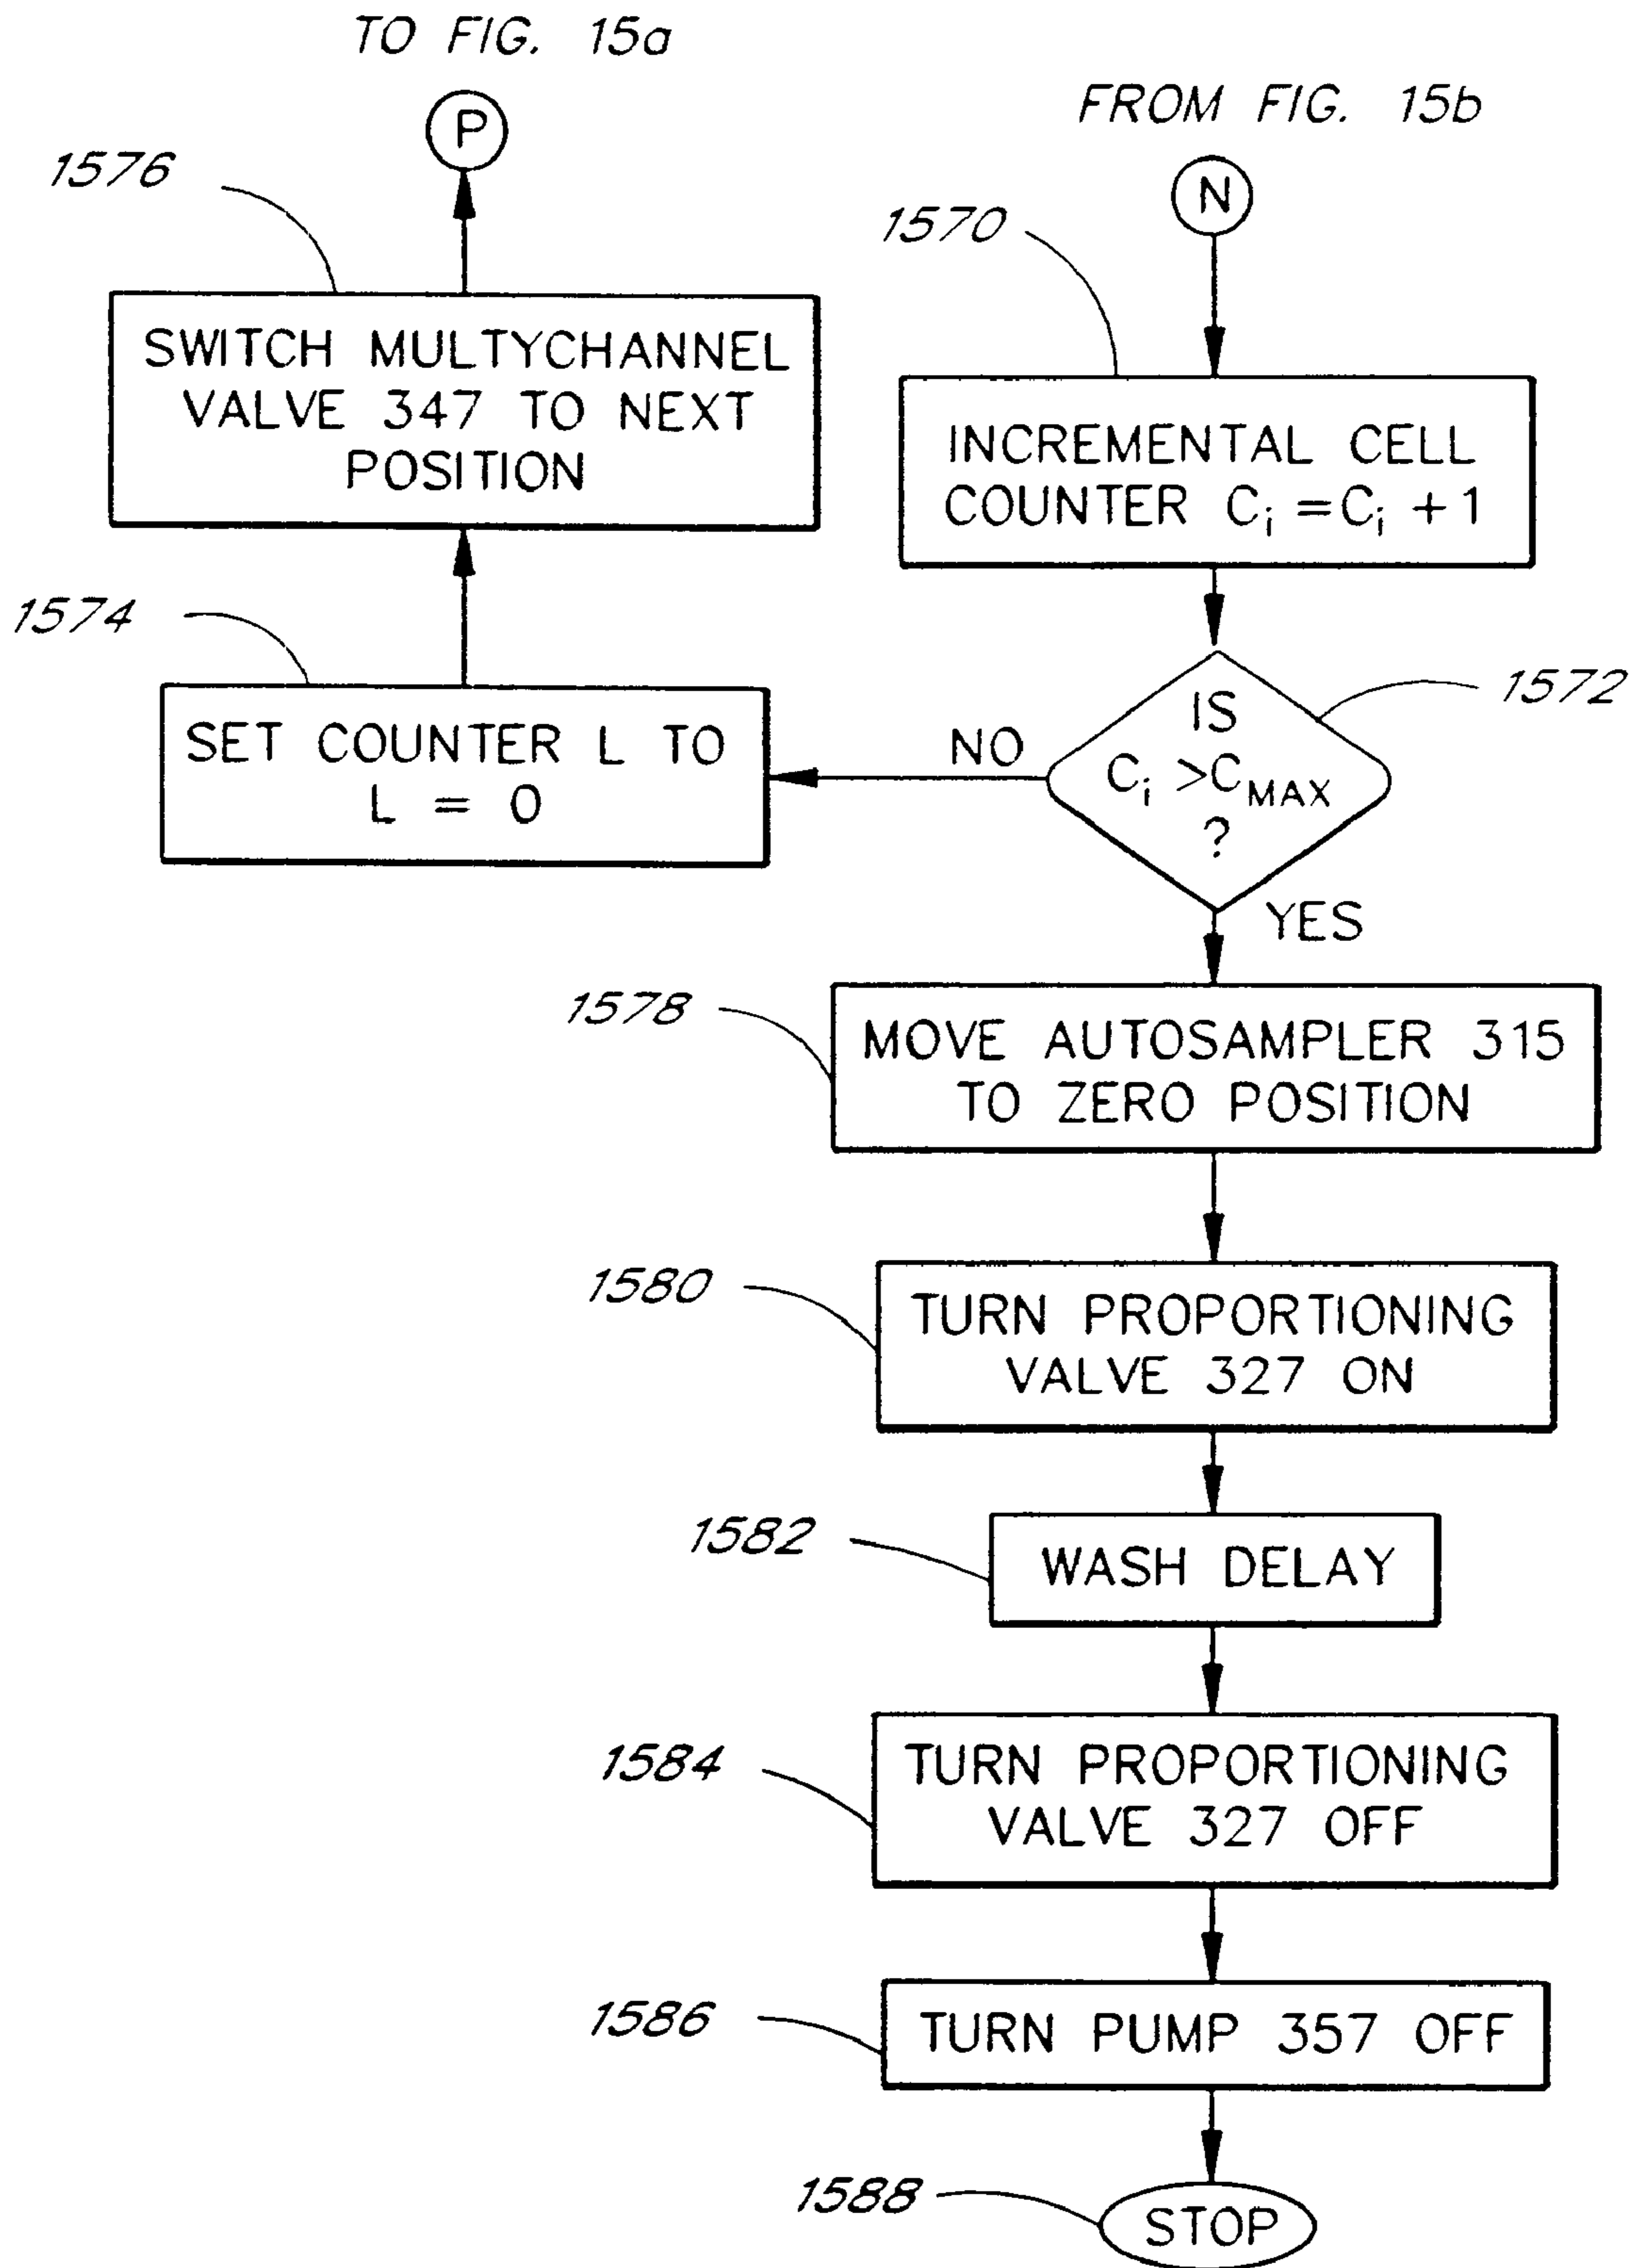 TO FIG. 15a
P
1576
SWITCH MULTYCHANNEL
VALVE 347 TO NEXT
POSITION
1574
SET COUNTER L TO
L = 0
FROM FIG. 15b
N
1570
INCREMENTAL CELL
COUNTER Ci = Ci + 1
1572
IS
Ci > CMAX
?
NO
YES
1578
MOVE AUTOSAMPLER 315
TO ZERO POSITION
1580
TURN PROPORTIONING
VALVE 327 ON
1582
WASH DELAY
1584
TURN PROPORTIONING
VALVE 327 OFF
1586
TURN PUMP 357 OFF
1588
STOP